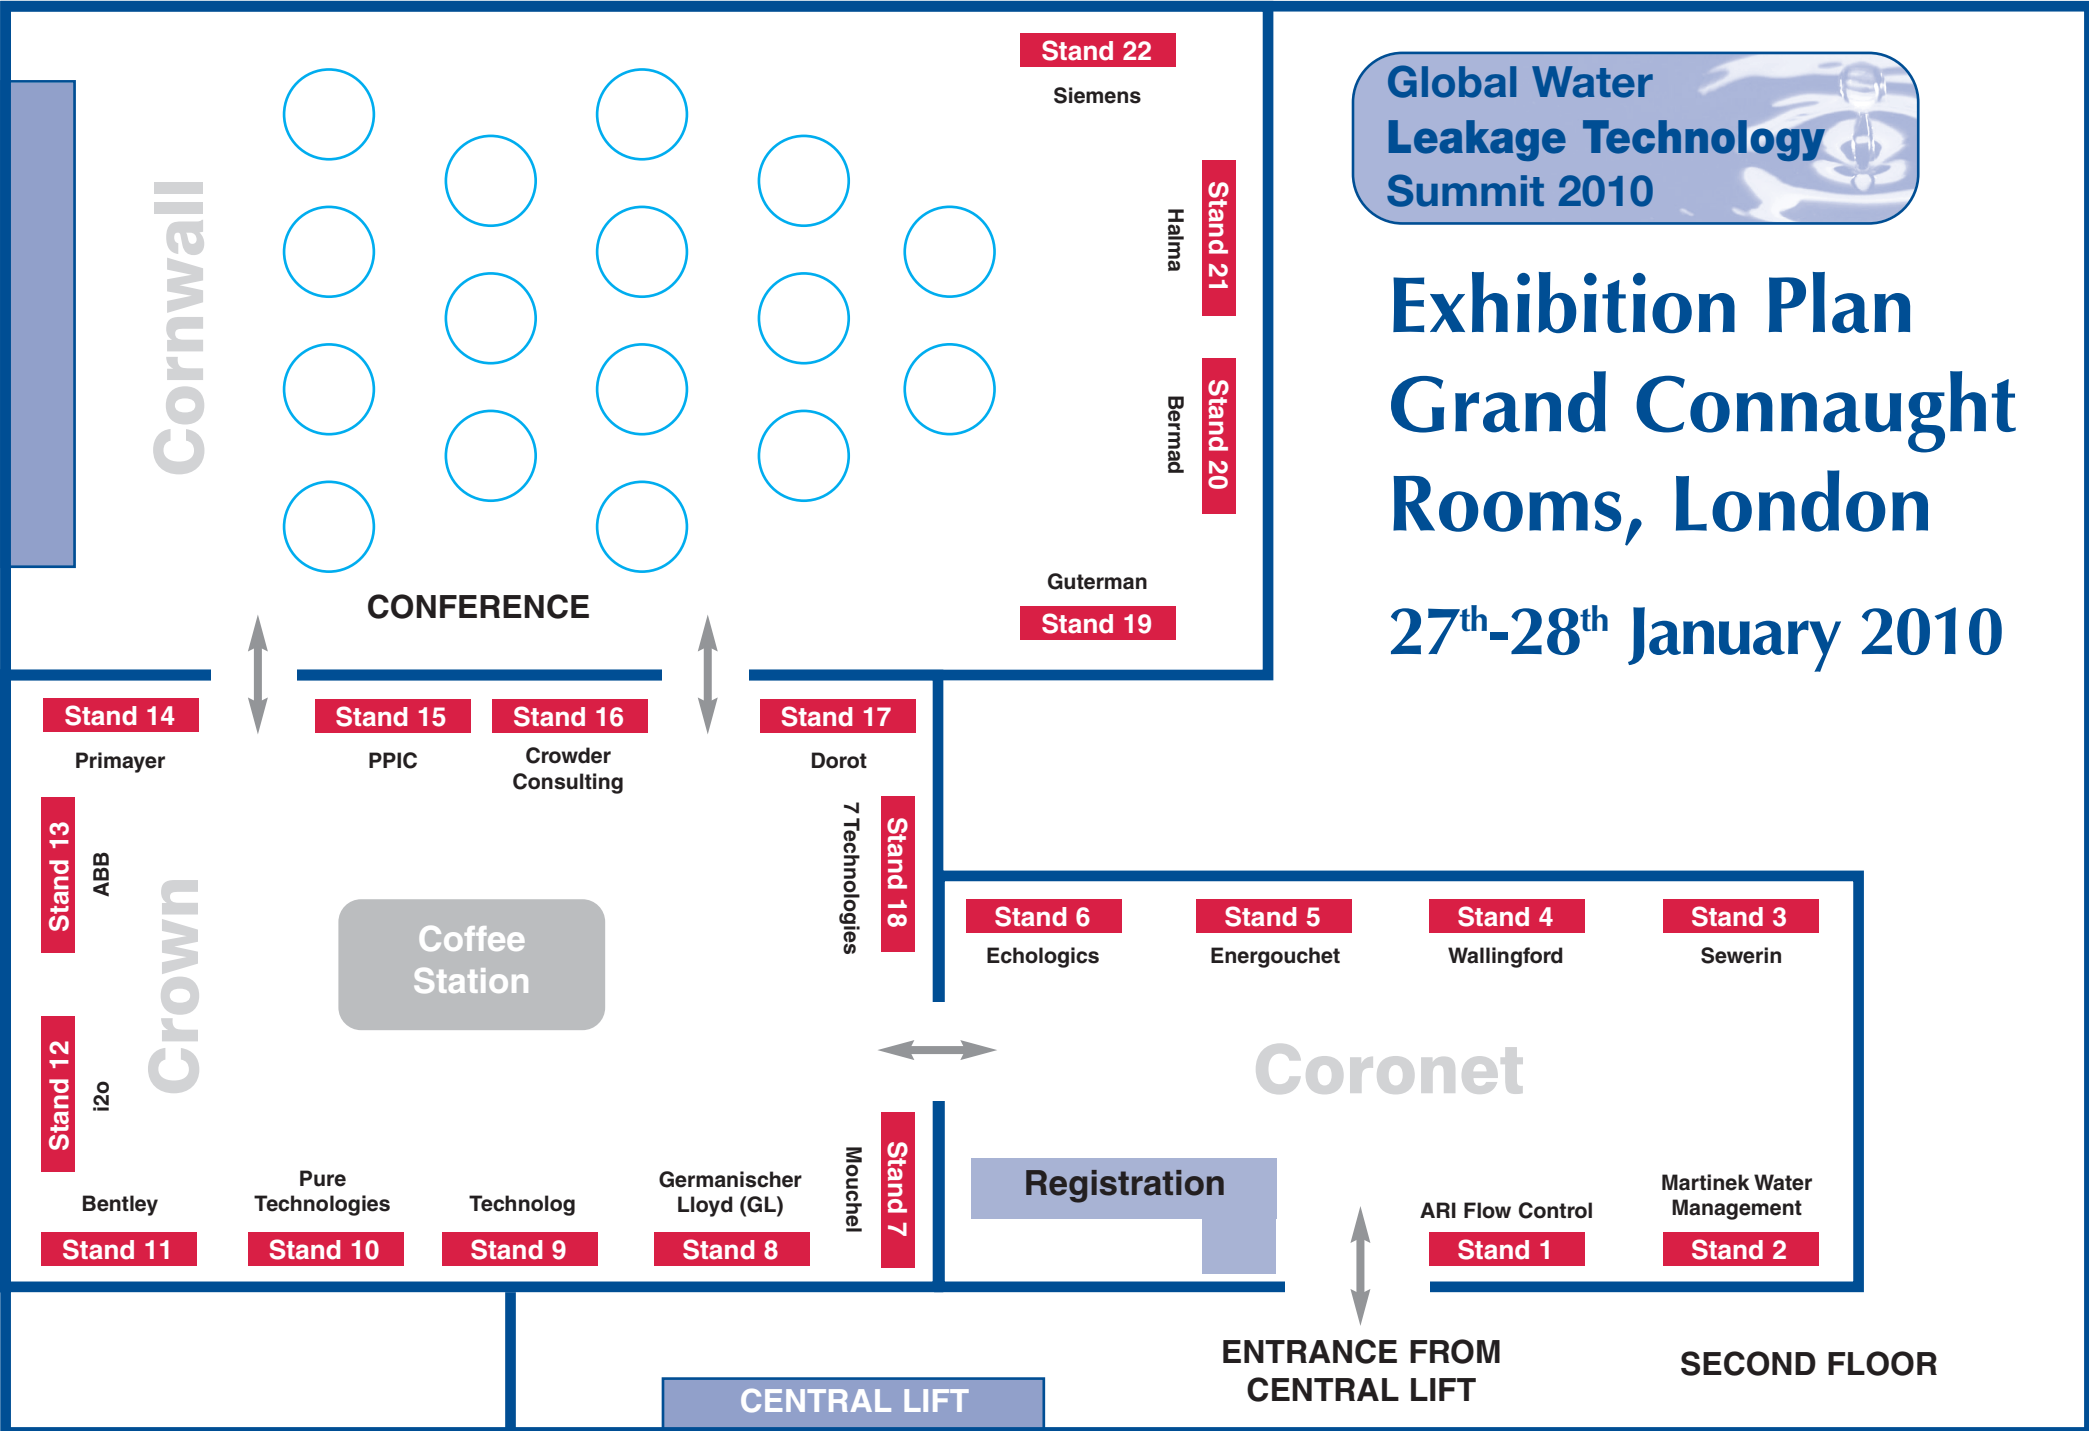 Global Water
Leakage Technology
Summit 2010
Exhibition Plan
Grand Connaught
Rooms, London
27th-28th January 2010
Cornwall
Stand 22
Siemens
Stand 21
Halma
Stand 20
Bermad
Guterman
Stand 19
CONFERENCE
Stand 14
Primayer
Stand 15
PPIC
Stand 16
Crowder
Consulting
Stand 17
Dorot
Stand 13
ABB
7 Technologies
Stand 18
Crown
Coffee
Station
Stand 12
i2o
Bentley
Stand 11
Pure
Technologies
Stand 10
Technolog
Stand 9
Germanischer
Lloyd (GL)
Stand 8
Mouchel
Stand 7
Stand 6
Echologics
Stand 5
Energouchet
Stand 4
Wallingford
Stand 3
Sewerin
Coronet
Registration
ARI Flow Control
Stand 1
Martinek Water
Management
Stand 2
ENTRANCE FROM
CENTRAL LIFT
SECOND FLOOR
CENTRAL LIFT